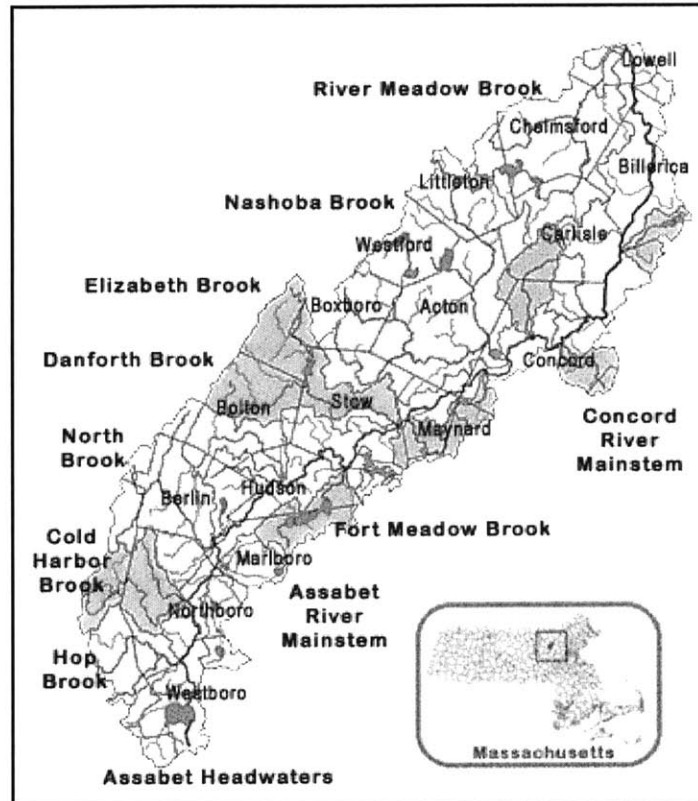 Lowell
River Meadow Brook
Chelmsford
Billerica
Littleton
Nashoba Brook
Carlisle
Westford
Elizabeth Brook
Boxboro
Acton
Danforth Brook
Concord
Bolton
Stow
Maynard
Concord
River
Mainstem
North
Brook
Hudson
Berlin
Fort Meadow Brook
Cold
Harbor
Brook
Marlboro
Assabet
River
Mainstem
Northboro
Hop
Brook
Westboro
Massachusetts
Assabet Headwaters